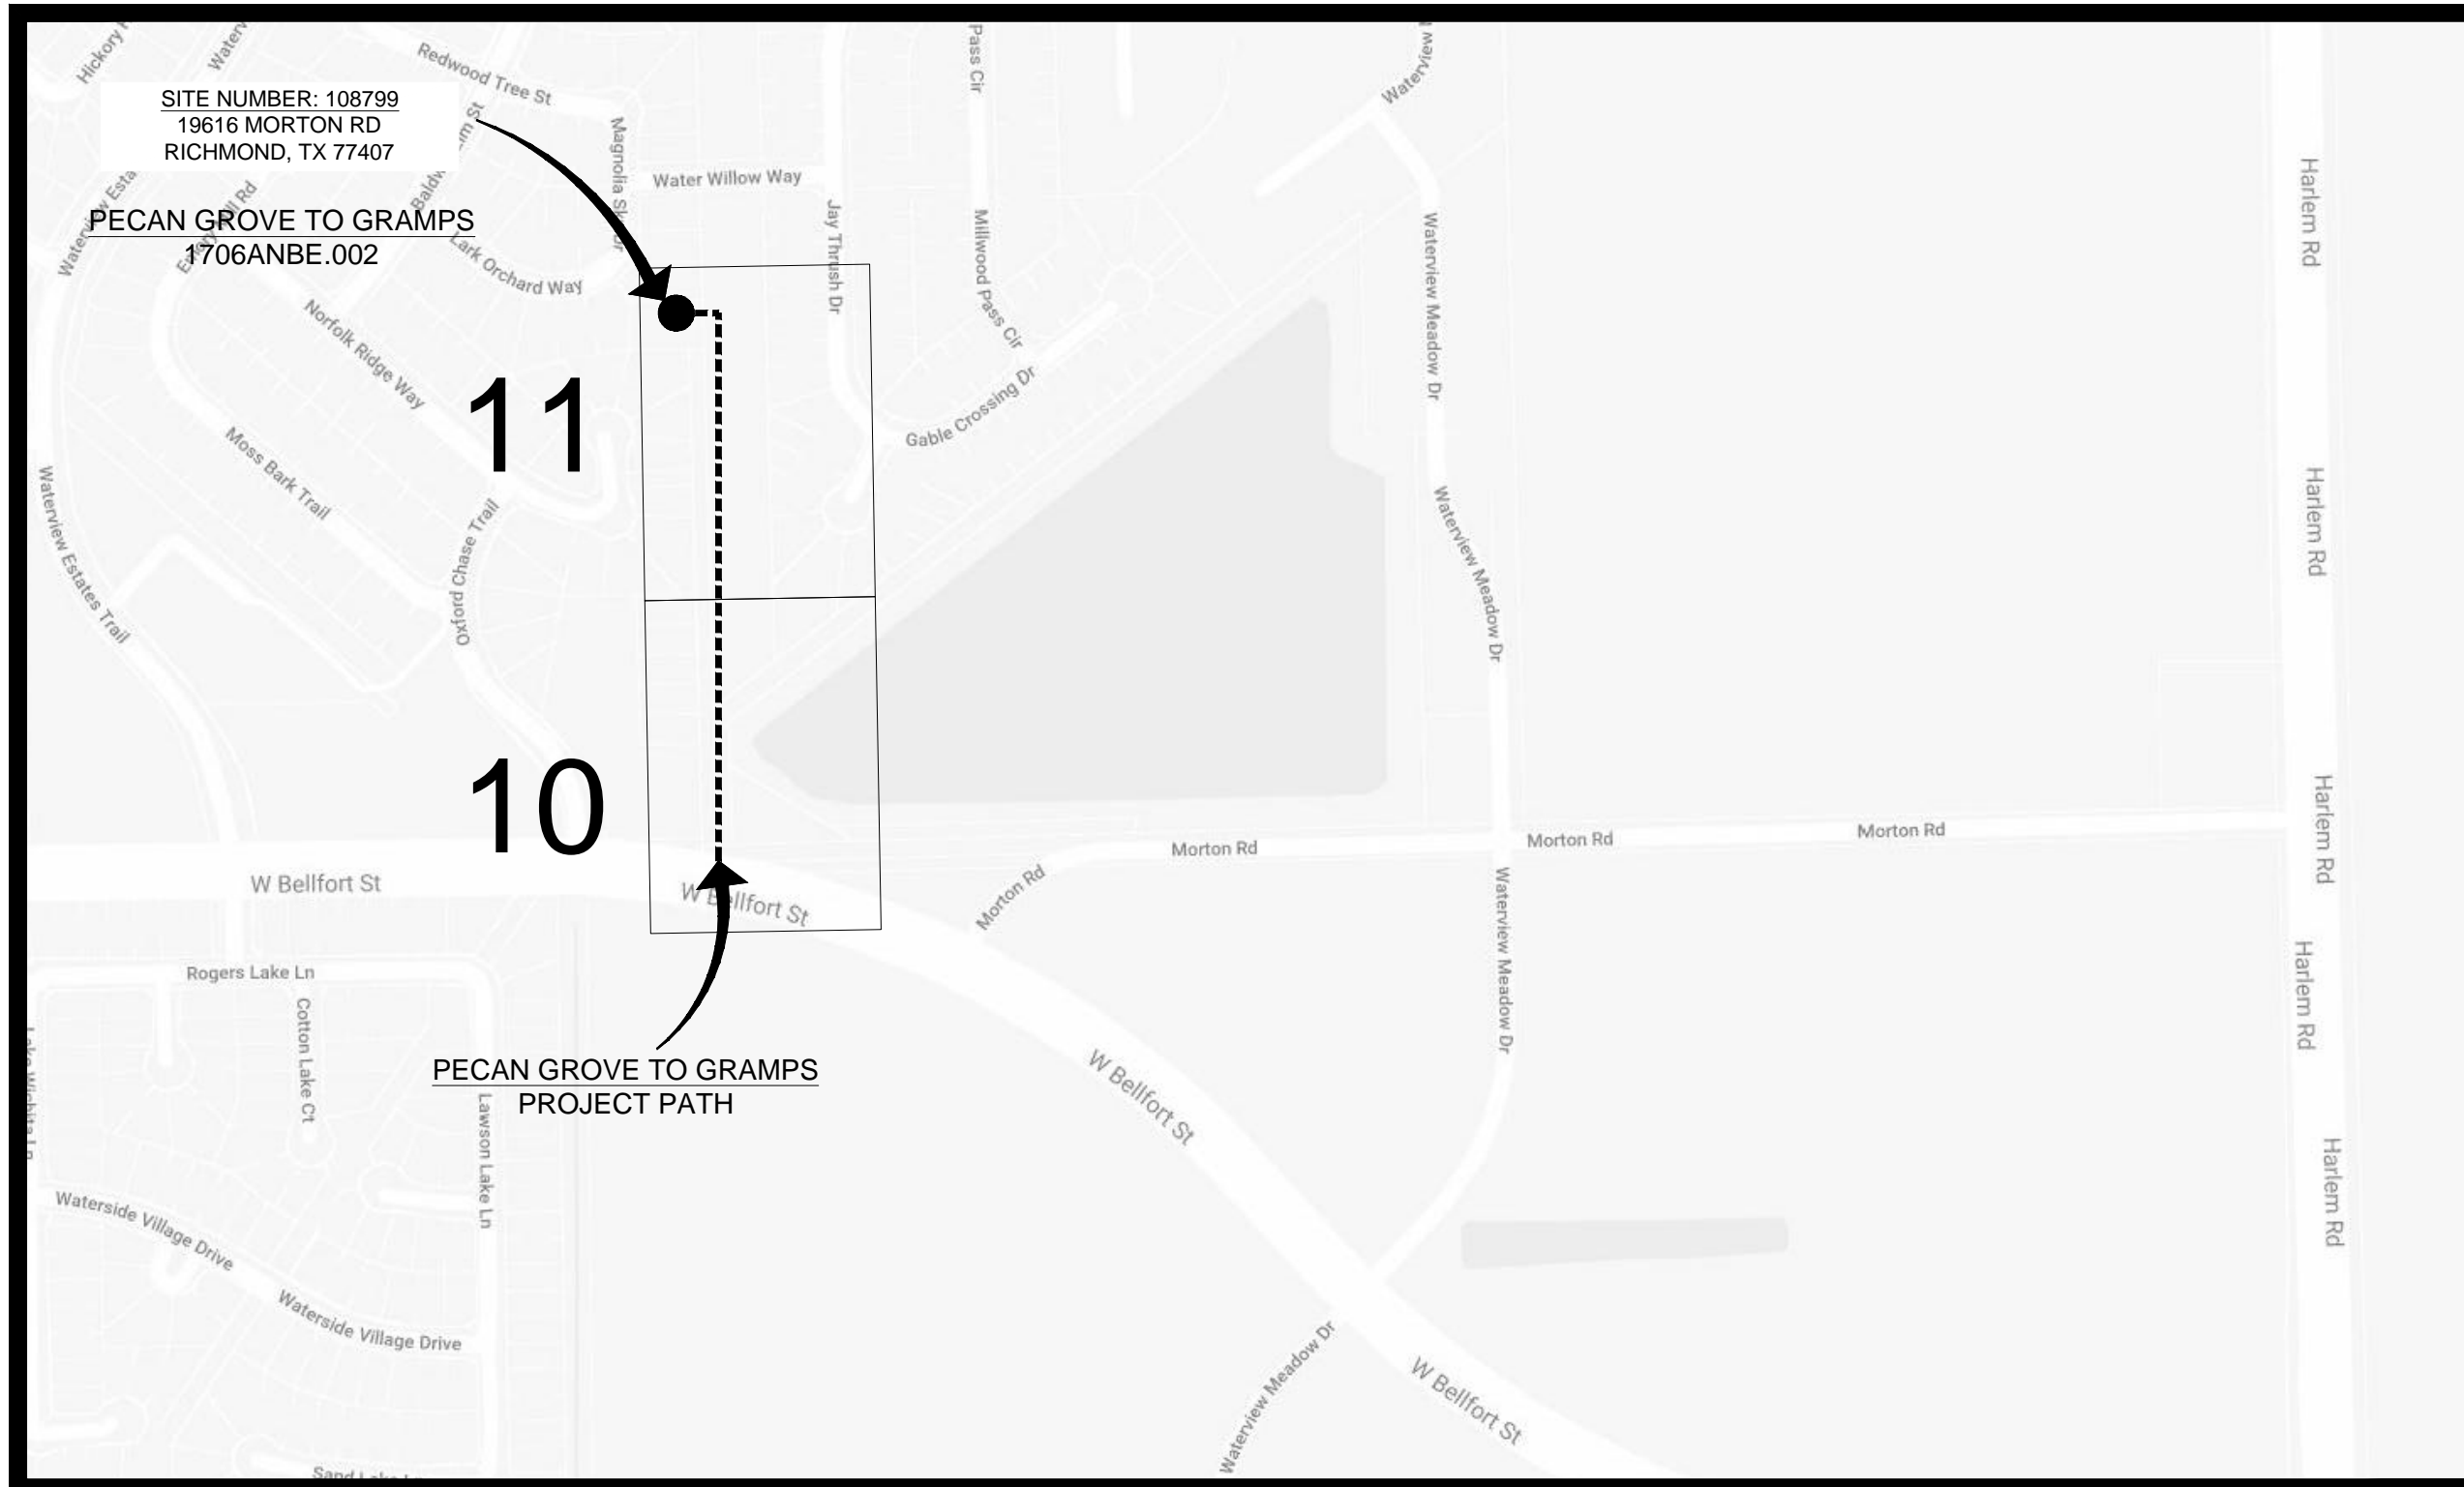 Hickory
Redwood Tree St
Pass Cir
SITE NUMBER: 108799
19616 MORTON RD
RICHMOND, TX 77407
Magnolia
Water Willow Way
PECAN GROVE TO GRAMPS
1706ANBE.002
Lark Orchard Way
Jay Thrush Dr
Millwood Pass Cir
Waterview Meadow Dr
Harlem Rd
Norfolk Ridge Way
11
Gable Crossing Dr
Moss Bark Trail
Waterview Estates Trail
Oxford Chase Trail
Waterview Meadow Dr
Harlem Rd
10
Morton Rd
Morton Rd
Morton Rd
Harlem Rd
W Bellfort St
W Bellfort St
Morton Rd
Waterview Meadow Dr
Harlem Rd
Rogers Lake Ln
Cotton Lake Ct
PECAN GROVE TO GRAMPS
PROJECT PATH
W Bellfort St
Lawson Lake Ln
Harlem Rd
Waterside Village Drive
Waterside Village Drive
Waterview Meadow Dr
W Bellfort St